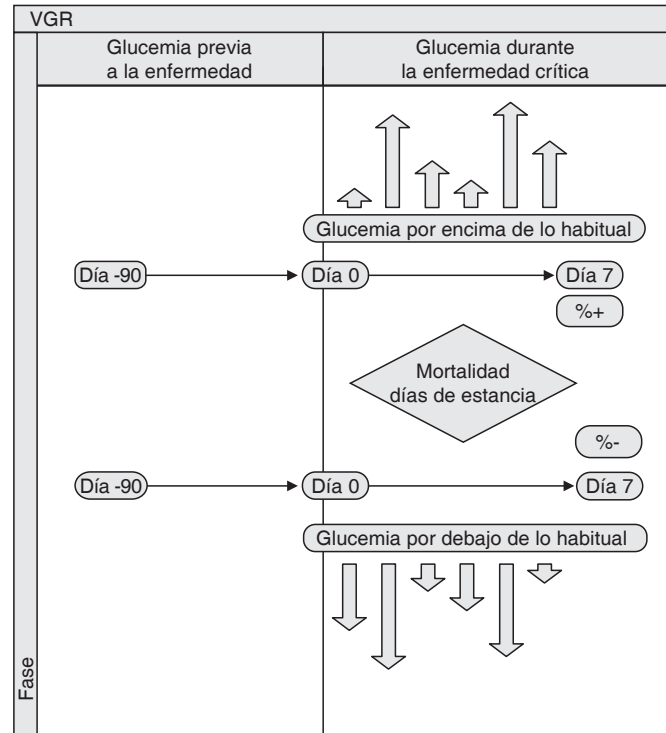 VGR
Glucemia previa
a la enfermedad
Glucemia durante
la enfermedad crítica
Glucemia por encima de lo habitual
Día -90
Día 0
Día 7
%+
Mortalidad
días de estancia
%-
Día -90
Día 0
Día 7
Glucemia por debajo de lo habitual
Fase